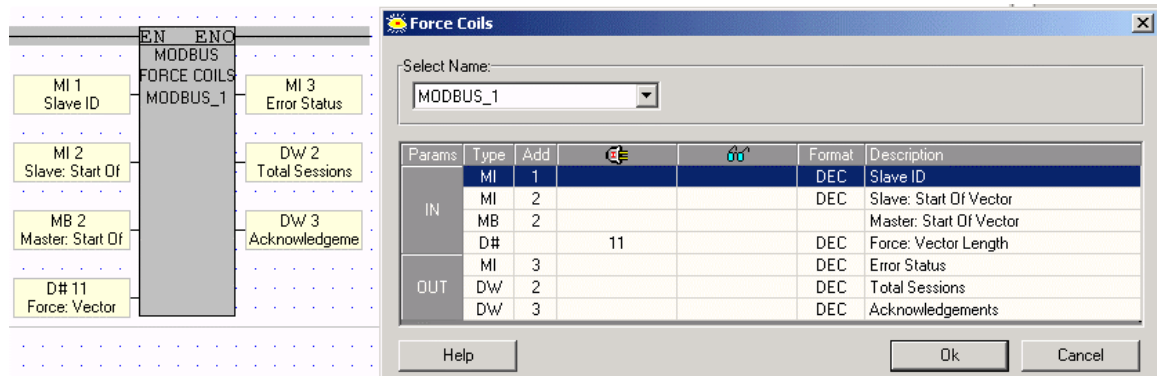 EN ENO
MODBUS
FORCE COILS
MODBUS_1
MI 1
Slave ID
MI 2
Slave: Start Of
MB 2
Master: Start Of
D# 11
Force: Vector
MI 3
Error Status
DW 2
Total Sessions
DW 3
Acknowledgeme
Force Coils
Select Name:
MODBUS_1
Params Type Add Format Description
IN
MI 1 DEC Slave ID
MI 2 DEC Slave: Start Of Vector
MB 2 Master: Start Of Vector
D# 11 DEC Force: Vector Length
OUT
MI 3 DEC Error Status
DW 2 DEC Total Sessions
DW 3 DEC Acknowledgements
Help Ok Cancel